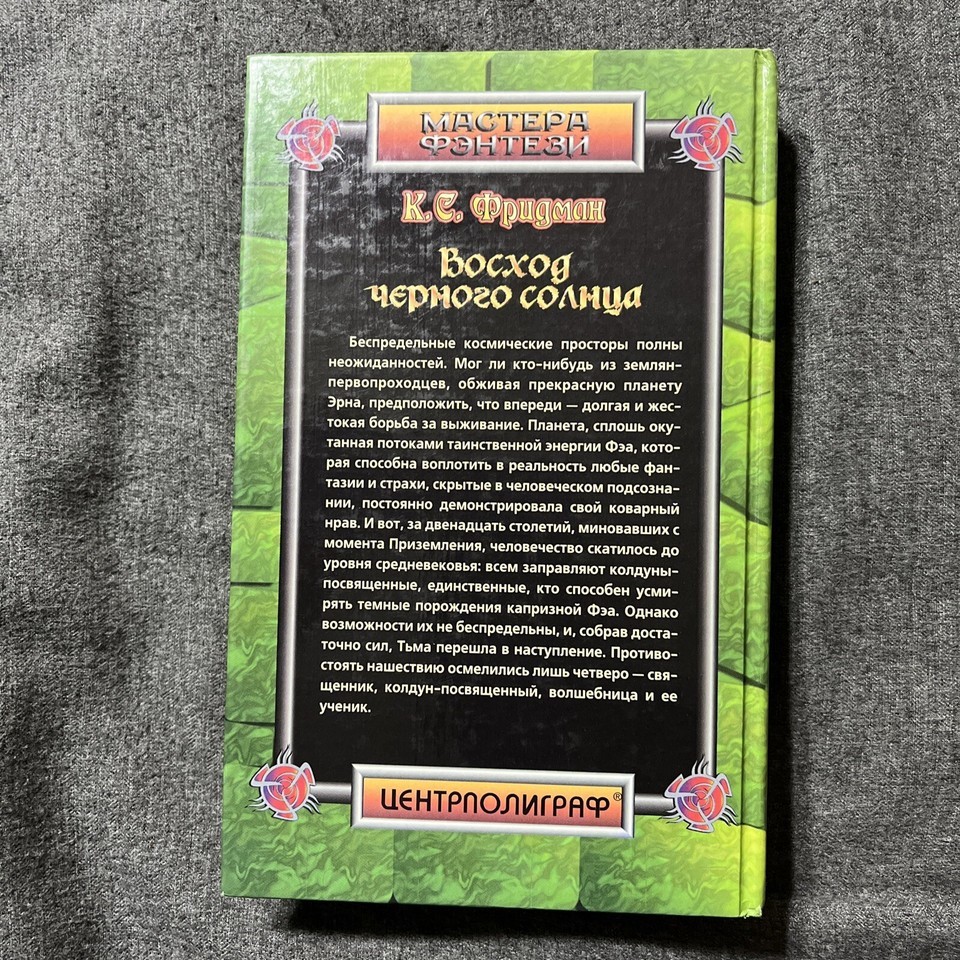 МАСТЕРА
ФЭНТЕЗИ
К.С. Фридман
Восход
черного солнца
Беспредельные космические просторы полны
неожиданностей. Мог ли кто-нибудь из землян-
первопроходцев, обживая прекрасную планету
Эрна, предположить, что впереди — долгая и жес-
токая борьба за выживание. Планета, сплошь оку-
танная потоками таинственной энергии Фэа, кото-
рая способна воплотить в реальность любые фан-
тазии и страхи, скрытые в человеческом подсозна-
нии, постоянно демонстрировала свой коварный
нрав. И вот, за двенадцать столетий, миновавших с
момента Приземления, человечество скатилось до
уровня средневековья: всем заправляют колдуны-
посвященные, единственные, кто способен усми-
рять темные порождения капризной Фэа. Однако
возможности их не беспредельны, и, собрав доста-
точно сил, Тьма перешла в наступление. Противо-
стоять нашествию осмелились лишь четверо — свя-
щенник, колдун-посвященный, волшебница и ее
ученик.
ЦЕНТРПОЛИГРАФ®